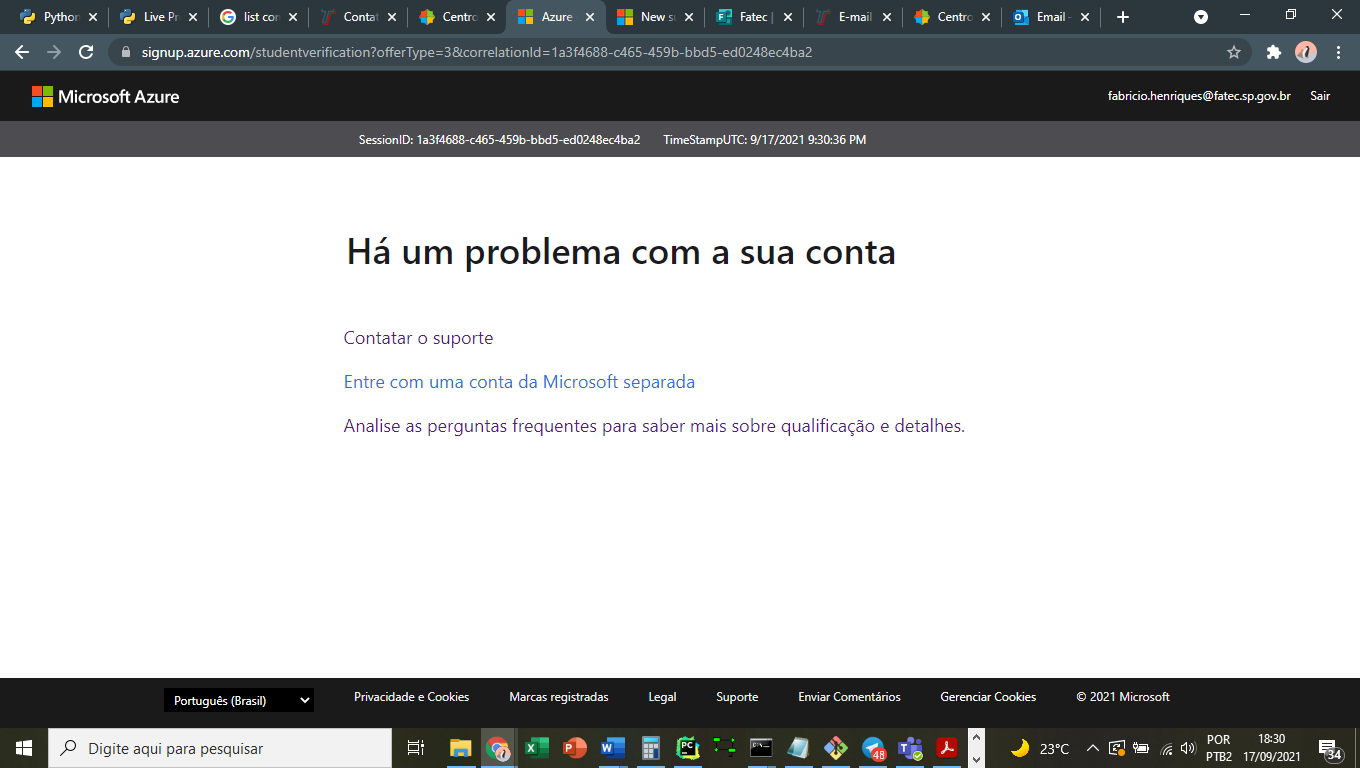 Python
Live Pr
list con
Contat
Centro
Azure
New su
Fatec |
E-mail
Centro
Email -
signup.azure.com/studentverification?offerType=3&correlationId=1a3f4688-c465-459b-bbd5-ed0248ec4ba2
Microsoft Azure
fabricio.henriques@fatec.sp.gov.br Sair
SessionID: 1a3f4688-c465-459b-bbd5-ed0248ec4ba2 TimeStampUTC: 9/17/2021 9:30:36 PM
Há um problema com a sua conta
Contatar o suporte
Entre com uma conta da Microsoft separada
Analise as perguntas frequentes para saber mais sobre qualificação e detalhes.
Português (Brasil)
Privacidade e Cookies
Marcas registradas
Legal
Suporte
Enviar Comentários
Gerenciar Cookies
© 2021 Microsoft
Digite aqui para pesquisar
48
23°C
POR
PTB2
18:30
17/09/2021
34